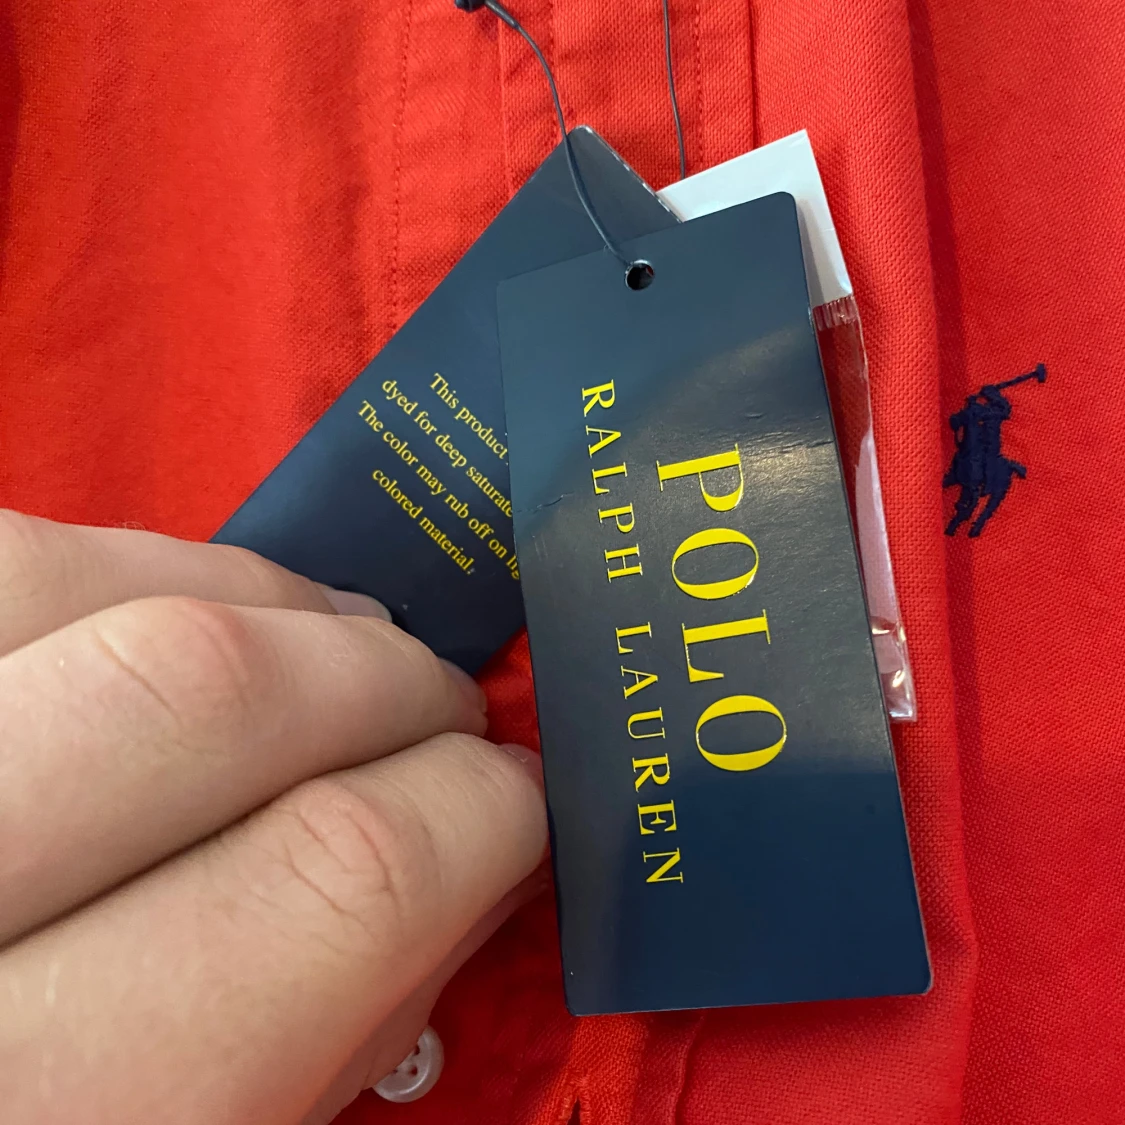 POLO
RALPH LAUREN
This product
dyed for deep saturate
The color may rub off on lig
colored material.